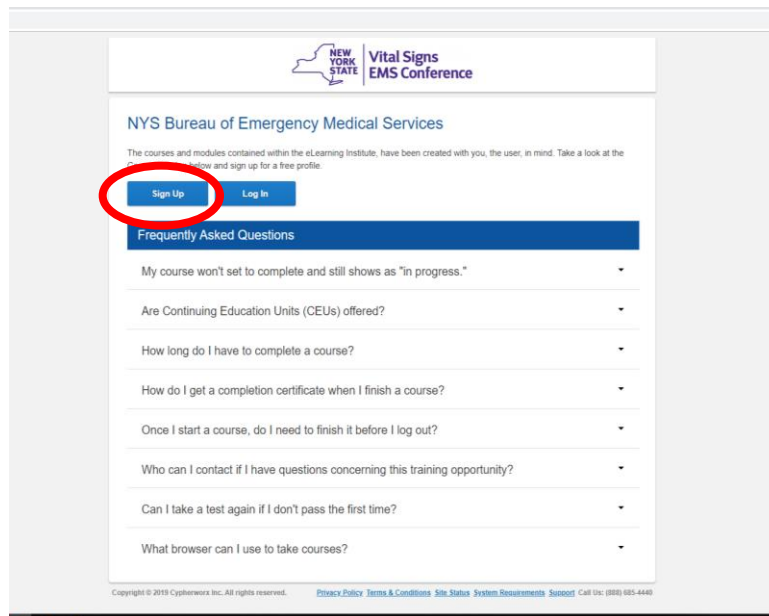 NEW
YORK
STATE
Vital Signs
EMS Conference
NYS Bureau of Emergency Medical Services
The courses and modules contained within the eLearning Institute, have been created with you, the user, in mind. Take a look at the
below and sign up for a free profile.
Sign Up
Log In
Frequently Asked Questions
My course won't set to complete and still shows as "in progress."
Are Continuing Education Units (CEUs) offered?
How long do I have to complete a course?
How do I get a completion certificate when I finish a course?
Once I start a course, do I need to finish it before I log out?
Who can I contact if I have questions concerning this training opportunity?
Can I take a test again if I don't pass the first time?
What browser can I use to take courses?
Copyright © 2019 Cypherworx Inc. All rights reserved. Privacy Policy Terms & Conditions Site Status System Requirements Support Call Us: (888) 685-4440